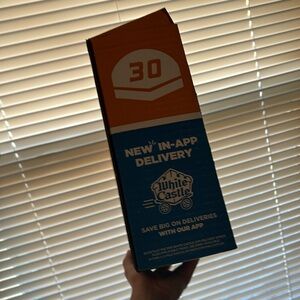 30
NEW IN-APP
DELIVERY
White
Castle
SAVE BIG ON DELIVERIES
WITH OUR APP